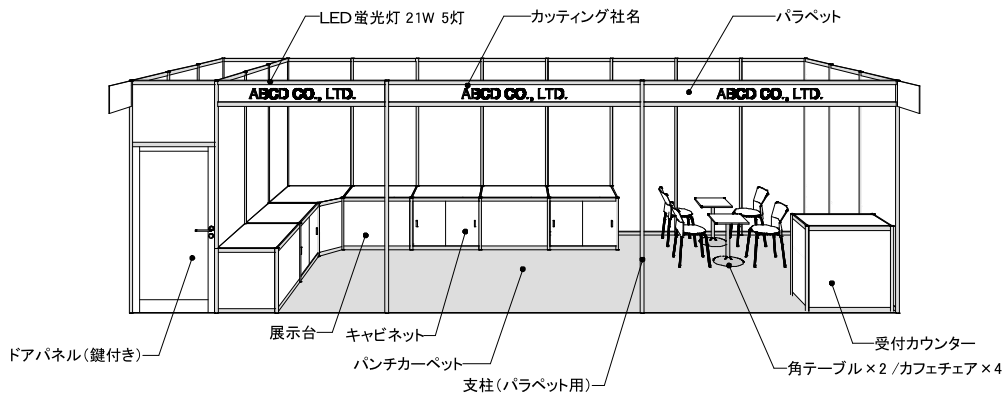 LED蛍光灯 21W 5灯
カッティング社名
パラペット
ABCD CO., LTD.
ABCD CO., LTD.
ABCD CO., LTD.
展示台
キャビネット
受付カウンター
ドアパネル(鍵付き)
パンチカーペット
角テーブル×2 /カフェチェア×4
支柱(パラペット用)